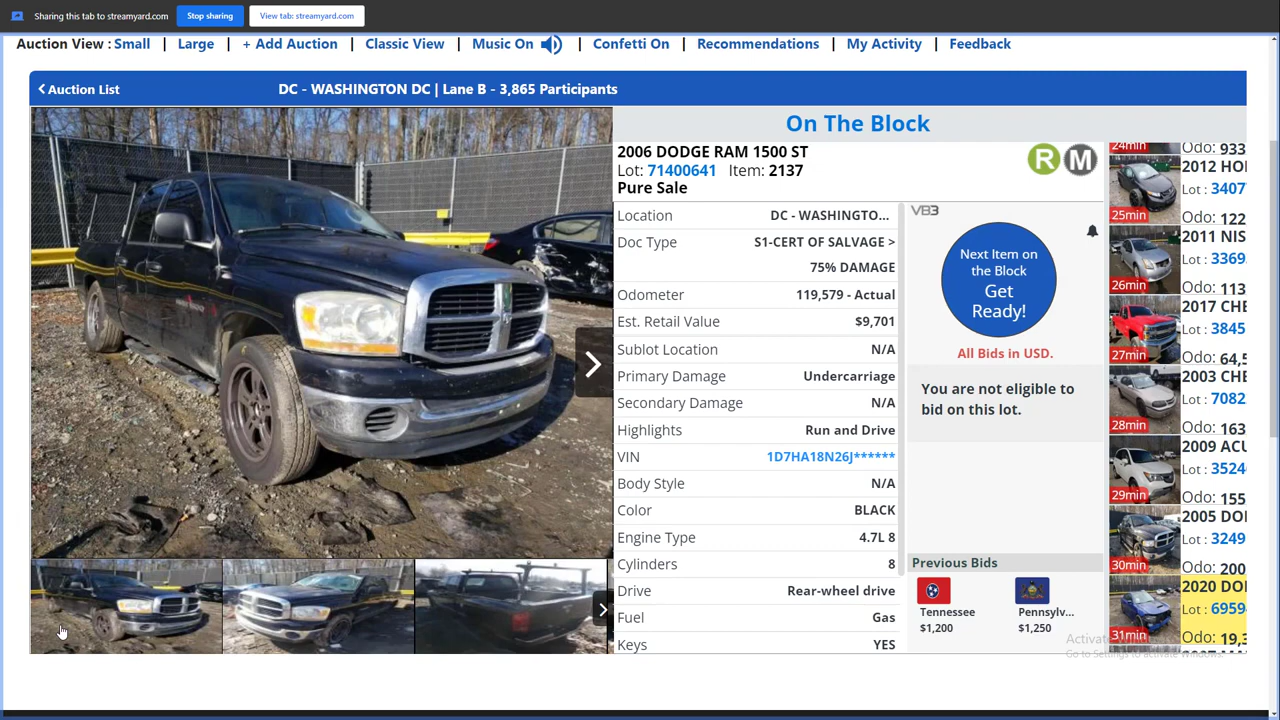 Sharing this tab to streamyard.com Stop sharing View tab: streamyard.com
Auction View : Small | Large | + Add Auction | Classic View | Music On | Confetti On | Recommendations | My Activity | Feedback
Auction List DC - WASHINGTON DC | Lane B - 3,865 Participants
On The Block
2006 DODGE RAM 1500 ST
Lot: 71400641 Item: 2137
Pure Sale
R M
Location DC - WASHINGTO...
Doc Type S1-CERT OF SALVAGE >
75% DAMAGE
Odometer 119,579 - Actual
Est. Retail Value $9,701
Sublot Location N/A
Primary Damage Undercarriage
Secondary Damage N/A
Highlights Run and Drive
VIN 1D7HA18N26J******
Body Style N/A
Color BLACK
Engine Type 4.7L 8
Cylinders 8
Drive Rear-wheel drive
Fuel Gas
Keys YES
VB3
Next Item on
the Block
Get
Ready!
All Bids in USD.
You are not eligible to
bid on this lot.
Previous Bids
Tennessee
$1,200
Pennsylv...
$1,250
24min
Odo: 933
2012 HO
Lot : 3407
25min
Odo: 122
2011 NIS
Lot : 3369
26min
Odo: 113
2017 CHE
Lot : 3845
27min
Odo: 64,5
2003 CHE
Lot : 7082
28min
Odo: 163
2009 ACU
Lot : 3524
29min
Odo: 155
2005 DO
Lot : 3249
30min
Odo: 200
2020 DO
Lot : 6959
31min
Odo: 19,3
Activate Windows
Go to Settings to activate Windows.